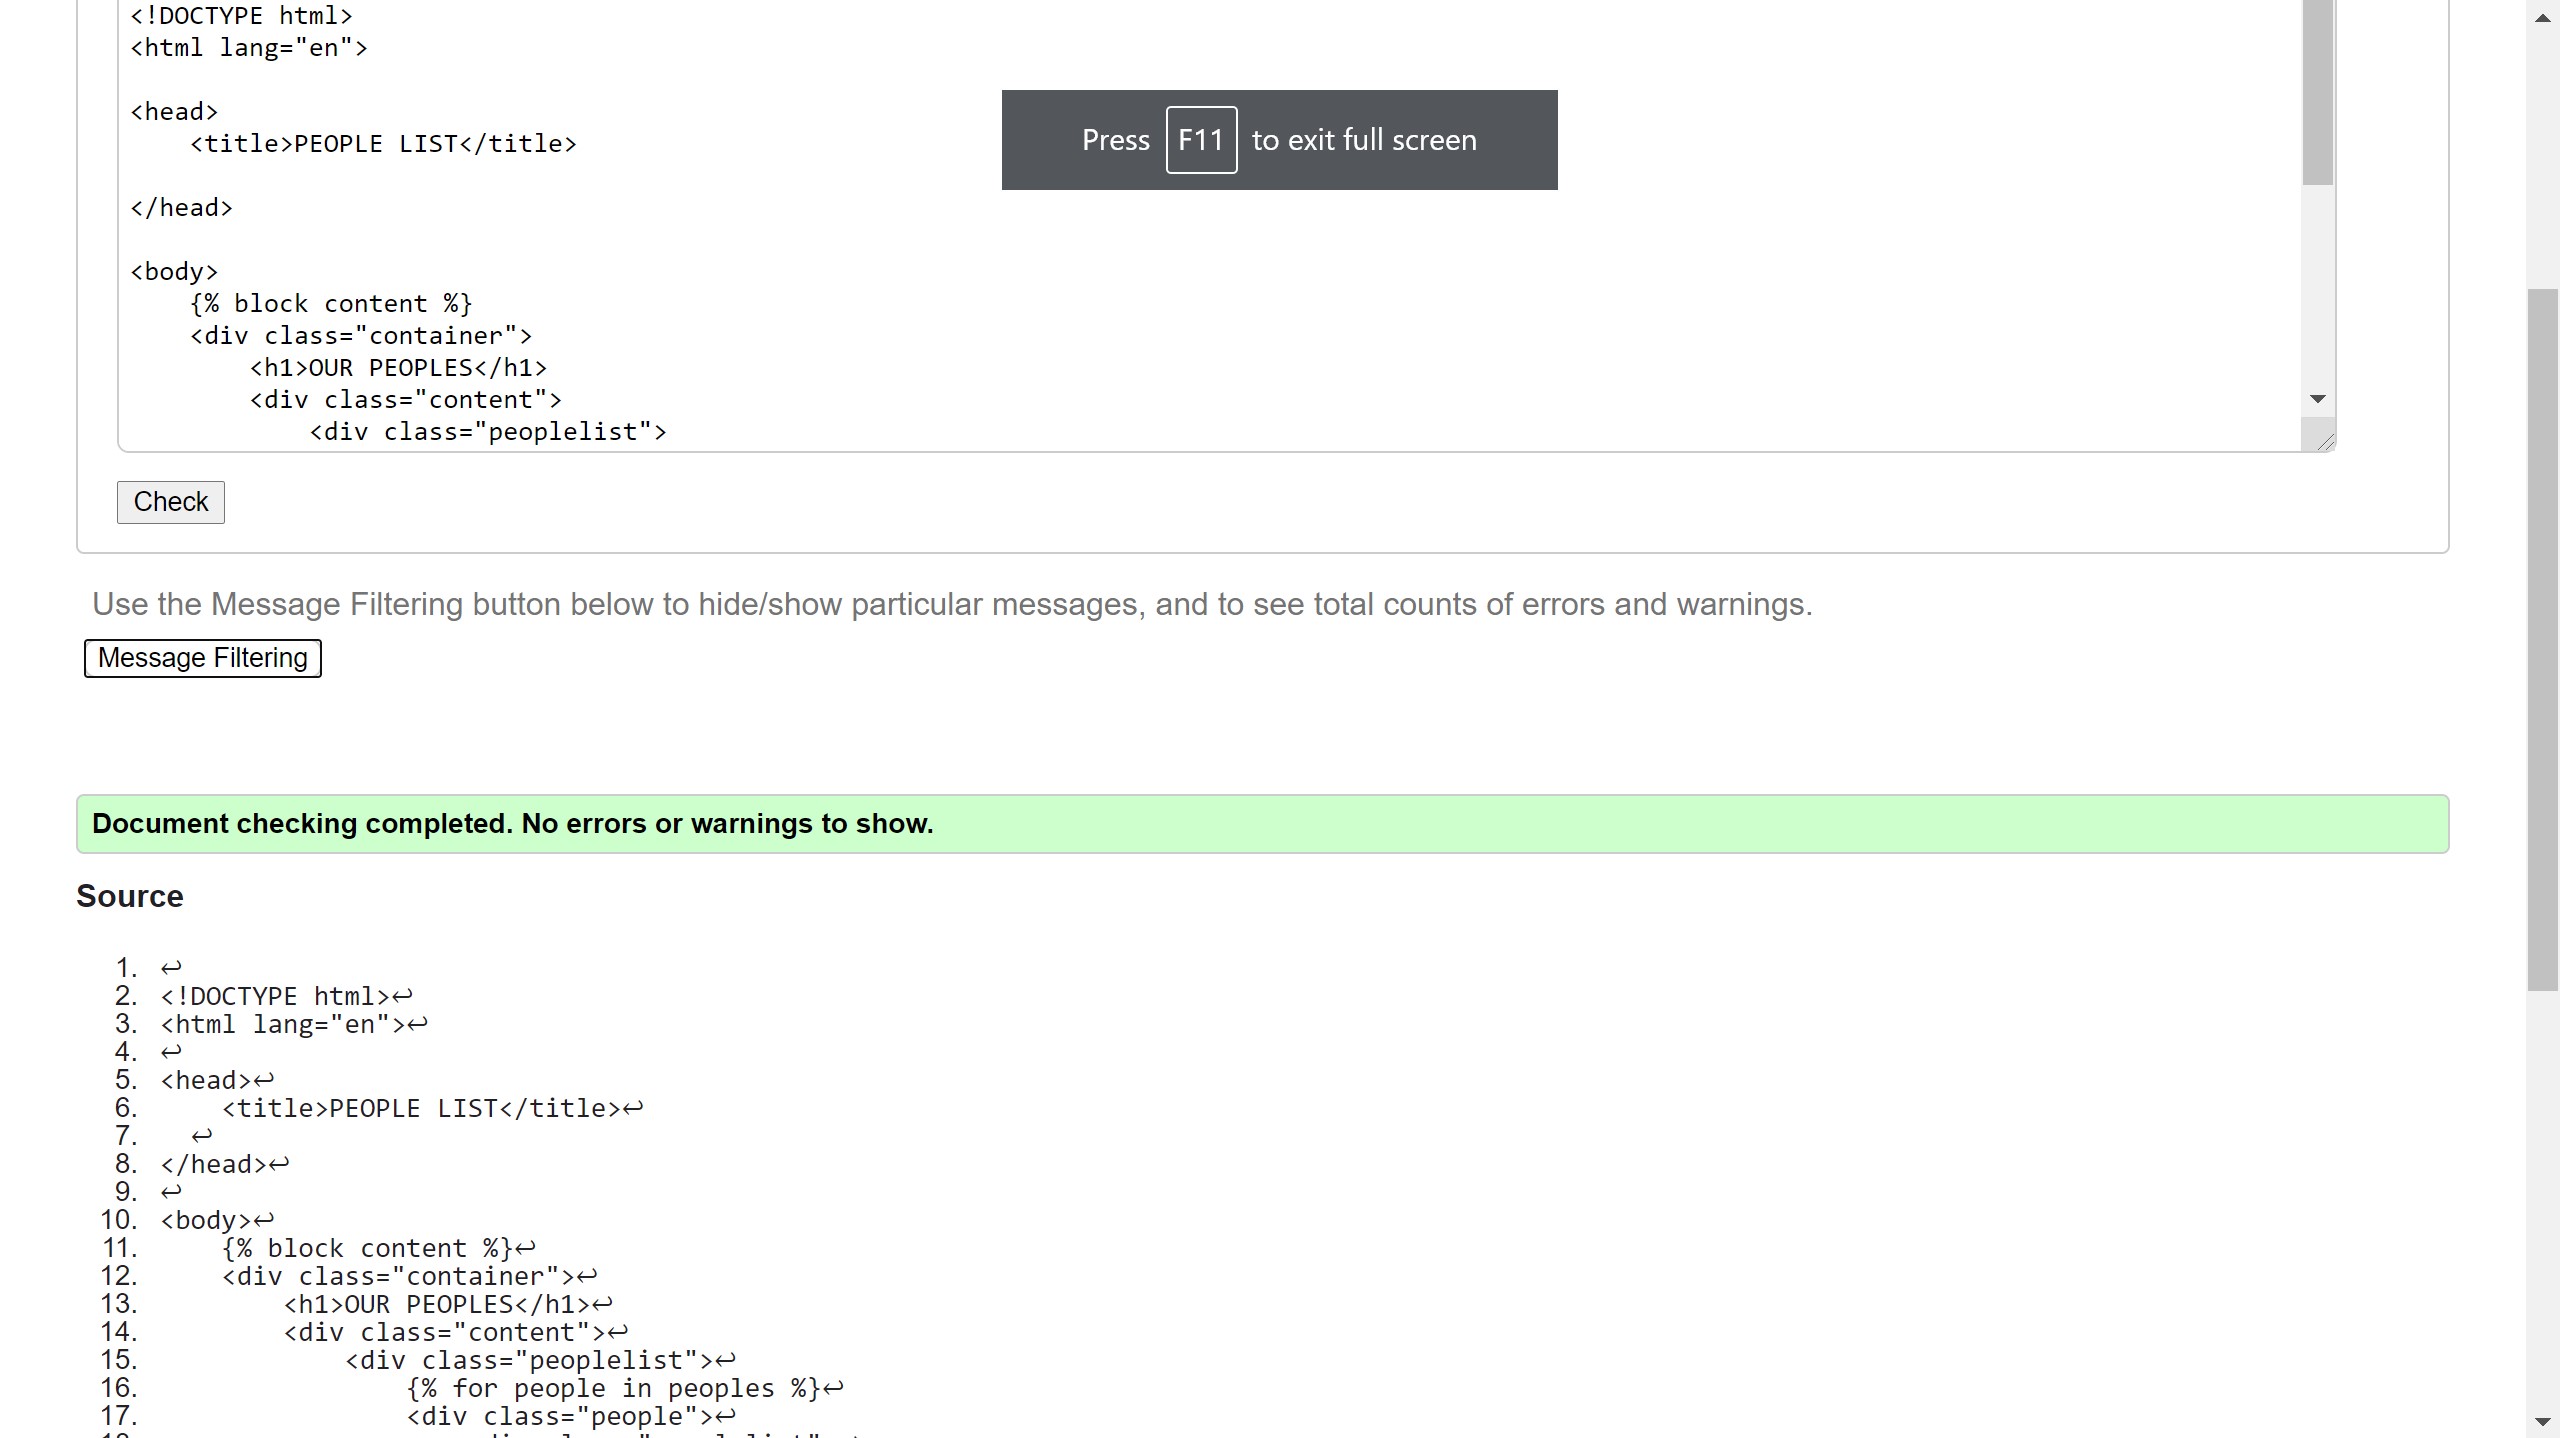 <!DOCTYPE html>
<html lang="en">
<head>
    <title>PEOPLE LIST</title>
</head>
<body>
    {% block content %}
    <div class="container">
        <h1>OUR PEOPLES</h1>
        <div class="content">
            <div class="peoplelist">
Press F11 to exit full screen
Check
Use the Message Filtering button below to hide/show particular messages, and to see total counts of errors and warnings.
Message Filtering
Document checking completed. No errors or warnings to show.
Source
1. ↩
2. <!DOCTYPE html>↩
3. <html lang="en">↩
4. ↩
5. <head>↩
6.     <title>PEOPLE LIST</title>↩
7.   ↩
8. </head>↩
9. ↩
10. <body>↩
11.     {% block content %}↩
12.     <div class="container">↩
13.         <h1>OUR PEOPLES</h1>↩
14.         <div class="content">↩
15.             <div class="peoplelist">↩
16.                 {% for people in peoples %}↩
17.                 <div class="people">↩